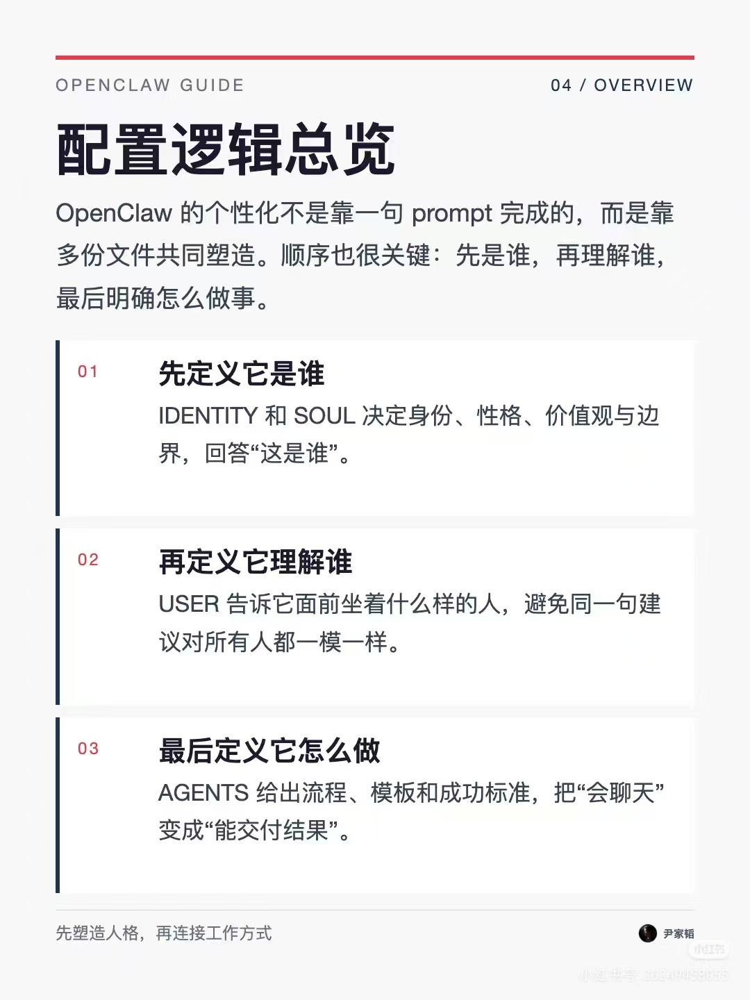 OPENCLAW GUIDE
04 / OVERVIEW
配置逻辑总览
OpenClaw 的个性化不是靠一句 prompt 完成的，而是靠
多份文件共同塑造。顺序也很关键：先是谁，再理解谁，
最后明确怎么做事。
01
先定义它是谁
IDENTITY 和 SOUL 决定身份、性格、价值观与边
界，回答“这是谁”。
02
再定义它理解谁
USER 告诉它面前坐着什么样的人，避免同一句建
议对所有人都一模一样。
03
最后定义它怎么做
AGENTS 给出流程、模板和成功标准，把“会聊天”
变成“能交付结果”。
先塑造人格，再连接工作方式
尹家韬
小红书
小红书号